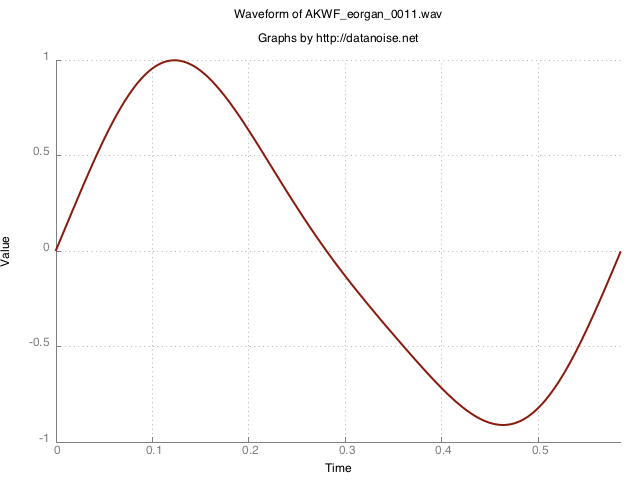 Waveform of AKWF_eorgan_0011.wav
Graphs by http://datanoise.net
1
0.5
0
-0.5
-1
Value
0 0.1 0.2 0.3 0.4 0.5
Time